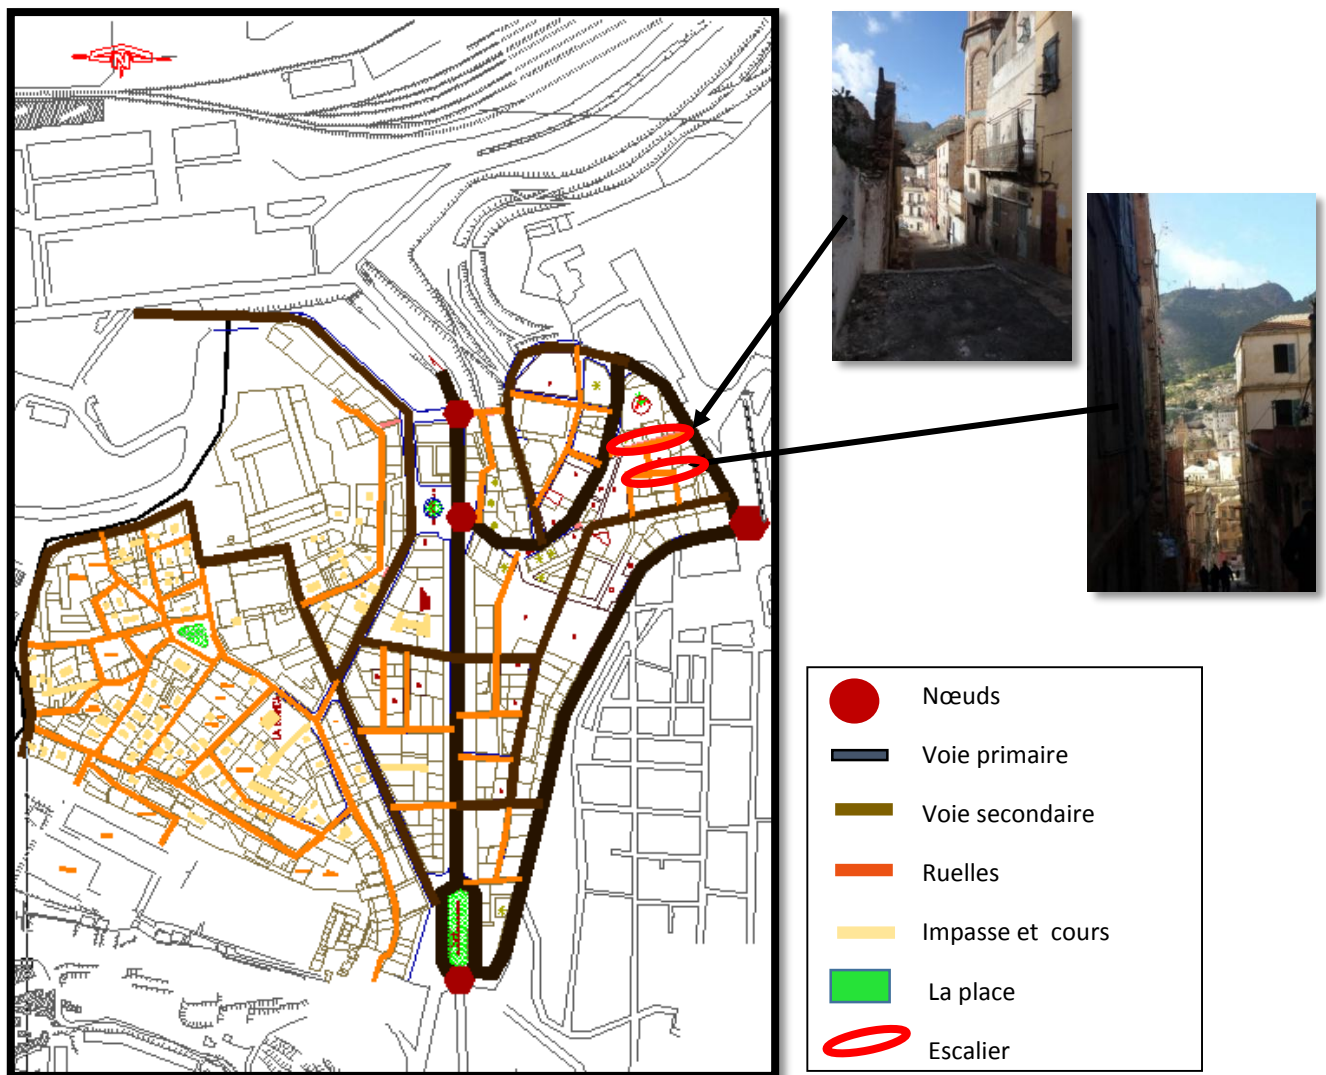 N
Nœuds
Voie primaire
Voie secondaire
Ruelles
Impasse et cours
La place
Escalier